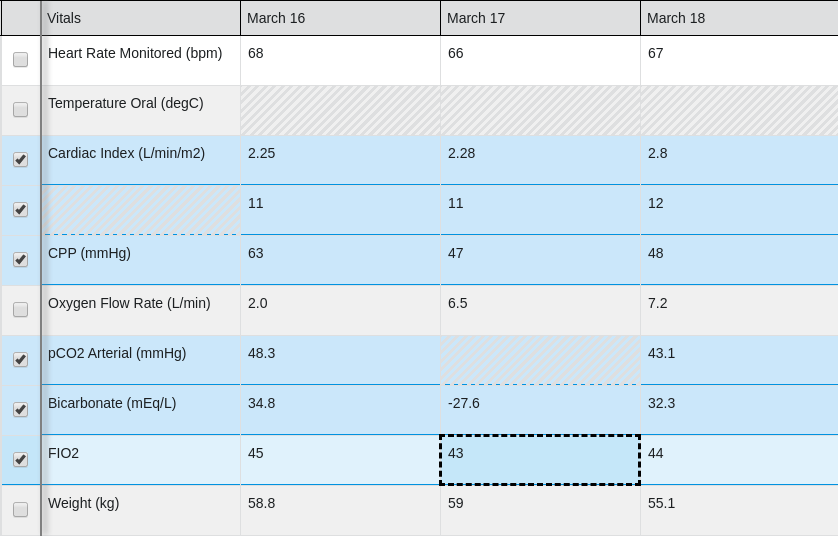 Vitals March 16 March 17 March 18
Heart Rate Monitored (bpm) 68 66 67
Temperature Oral (degC)
Cardiac Index (L/min/m2) 2.25 2.28 2.8
11 11 12
CPP (mmHg) 63 47 48
Oxygen Flow Rate (L/min) 2.0 6.5 7.2
pCO2 Arterial (mmHg) 48.3 43.1
Bicarbonate (mEq/L) 34.8 -27.6 32.3
FIO2 45 43 44
Weight (kg) 58.8 59 55.1